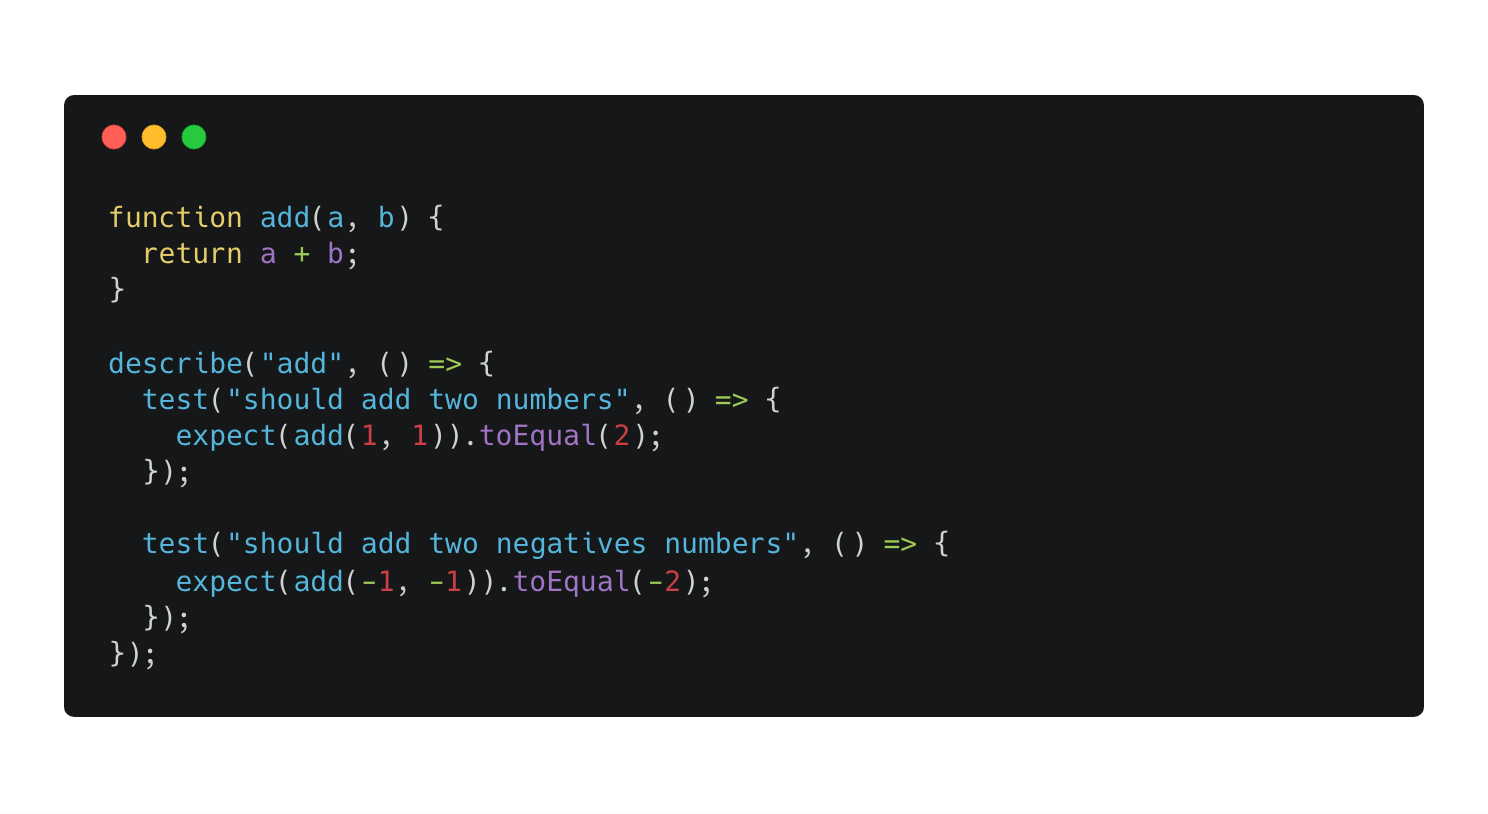 function add(a, b) {
  return a + b;
}

describe("add", () => {
  test("should add two numbers", () => {
    expect(add(1, 1)).toEqual(2);
  });

  test("should add two negatives numbers", () => {
    expect(add(-1, -1)).toEqual(-2);
  });
});